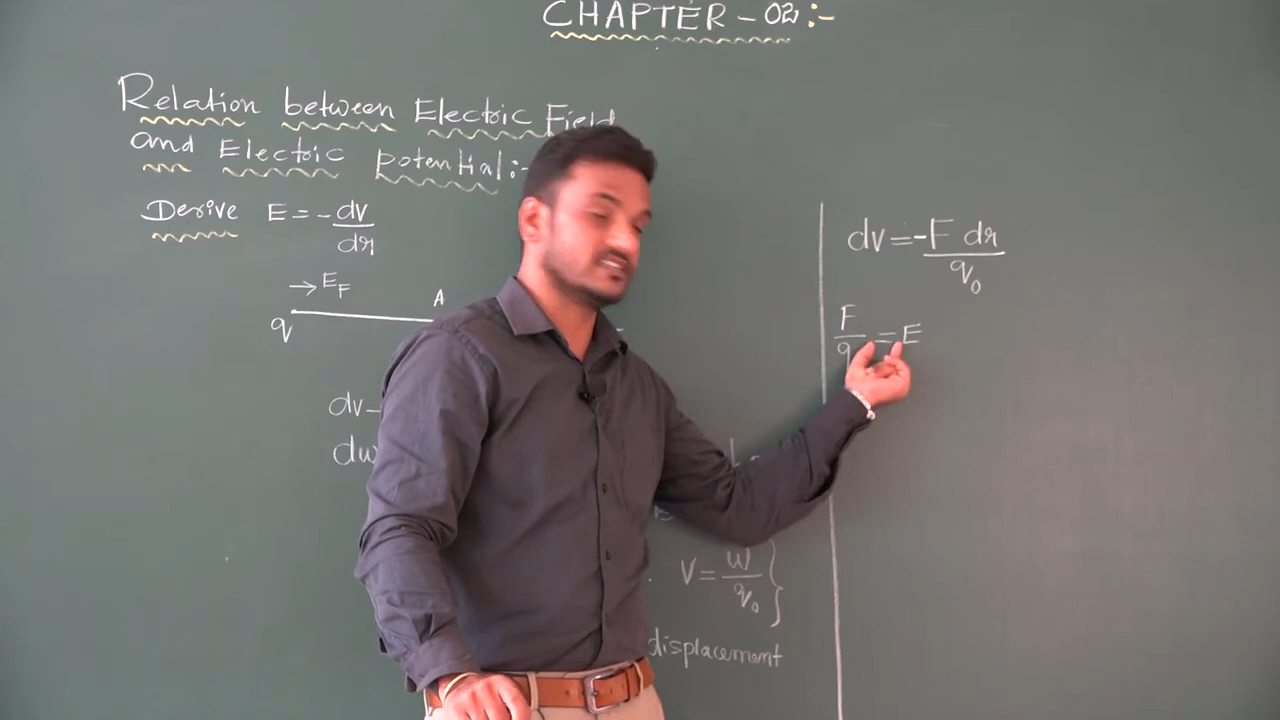 CHAPTER - 02 :-
Relation between Electric Field
and Electric potential :-
Derive E = - dv/dr
→ E_F
A
q
dv
dw
V = w/q₀ }
displacement
dv = -F dr/q₀
F/q = E